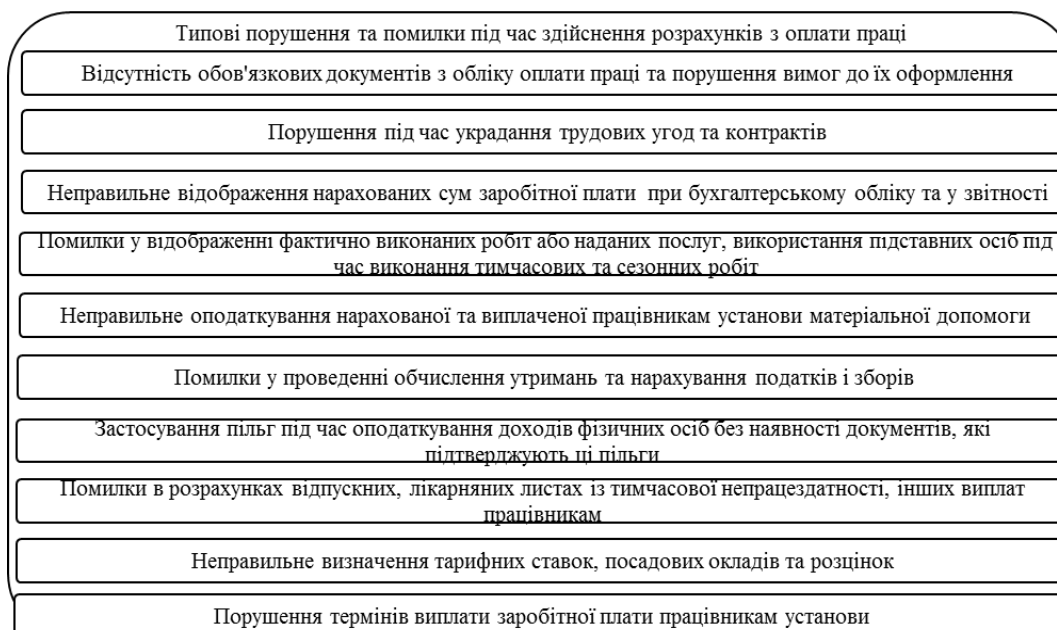 Типові порушення та помилки під час здійснення розрахунків з оплати праці
Відсутність обов'язкових документів з обліку оплати праці та порушення вимог до їх оформлення
Порушення під час украдання трудових угод та контрактів
Неправильне відображення нарахованих сум заробітної плати при бухгалтерському обліку та у звітності
Помилки у відображенні фактично виконаних робіт або наданих послуг, використання підставних осіб під
час виконання тимчасових та сезонних робіт
Неправильне оподаткування нарахованої та виплаченої працівникам установи матеріальної допомоги
Помилки у проведенні обчислення утримань та нарахування податків і зборів
Застосування пільг під час оподаткування доходів фізичних осіб без наявності документів, які
підтверджують ці пільги
Помилки в розрахунках відпускних, лікарняних листах із тимчасової непрацездатності, інших виплат
працівникам
Неправильне визначення тарифних ставок, посадових окладів та розцінок
Порушення термінів виплати заробітної плати працівникам установи